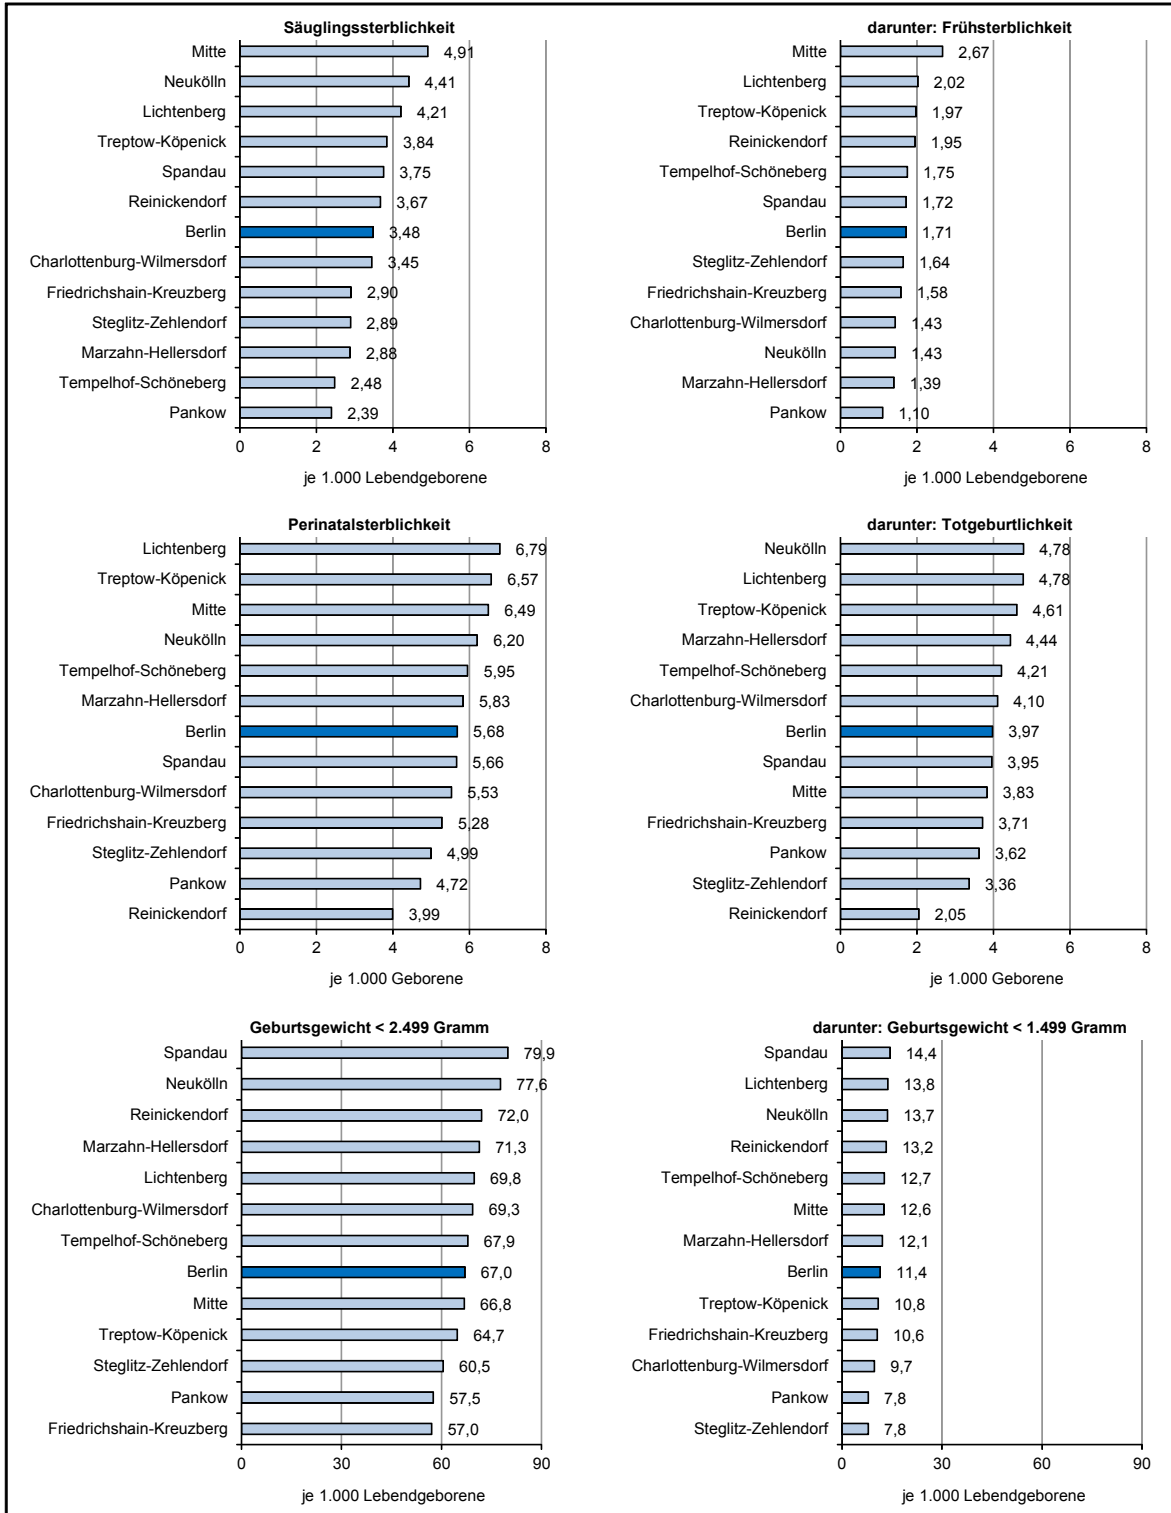 Säuglingssterblichkeit
Mitte 4,91
Neukölln 4,41
Lichtenberg 4,21
Treptow-Köpenick 3,84
Spandau 3,75
Reinickendorf 3,67
Berlin 3,48
Charlottenburg-Wilmersdorf 3,45
Friedrichshain-Kreuzberg 2,90
Steglitz-Zehlendorf 2,89
Marzahn-Hellersdorf 2,88
Tempelhof-Schöneberg 2,48
Pankow 2,39
0 2 4 6 8
je 1.000 Lebendgeborene
darunter: Frühsterblichkeit
Mitte 2,67
Lichtenberg 2,02
Treptow-Köpenick 1,97
Reinickendorf 1,95
Tempelhof-Schöneberg 1,75
Spandau 1,72
Berlin 1,71
Steglitz-Zehlendorf 1,64
Friedrichshain-Kreuzberg 1,58
Charlottenburg-Wilmersdorf 1,43
Neukölln 1,43
Marzahn-Hellersdorf 1,39
Pankow 1,10
0 2 4 6 8
je 1.000 Lebendgeborene
Perinatalsterblichkeit
Lichtenberg 6,79
Treptow-Köpenick 6,57
Mitte 6,49
Neukölln 6,20
Tempelhof-Schöneberg 5,95
Marzahn-Hellersdorf 5,83
Berlin 5,68
Spandau 5,66
Charlottenburg-Wilmersdorf 5,53
Friedrichshain-Kreuzberg 5,28
Steglitz-Zehlendorf 4,99
Pankow 4,72
Reinickendorf 3,99
0 2 4 6 8
je 1.000 Geborene
darunter: Totgeburtlichkeit
Neukölln 4,78
Lichtenberg 4,78
Treptow-Köpenick 4,61
Marzahn-Hellersdorf 4,44
Tempelhof-Schöneberg 4,21
Charlottenburg-Wilmersdorf 4,10
Berlin 3,97
Spandau 3,95
Mitte 3,83
Friedrichshain-Kreuzberg 3,71
Pankow 3,62
Steglitz-Zehlendorf 3,36
Reinickendorf 2,05
0 2 4 6 8
je 1.000 Geborene
Geburtsgewicht < 2.499 Gramm
Spandau 79,9
Neukölln 77,6
Reinickendorf 72,0
Marzahn-Hellersdorf 71,3
Lichtenberg 69,8
Charlottenburg-Wilmersdorf 69,3
Tempelhof-Schöneberg 67,9
Berlin 67,0
Mitte 66,8
Treptow-Köpenick 64,7
Steglitz-Zehlendorf 60,5
Pankow 57,5
Friedrichshain-Kreuzberg 57,0
0 30 60 90
je 1.000 Lebendgeborene
darunter: Geburtsgewicht < 1.499 Gramm
Spandau 14,4
Lichtenberg 13,8
Neukölln 13,7
Reinickendorf 13,2
Tempelhof-Schöneberg 12,7
Mitte 12,6
Marzahn-Hellersdorf 12,1
Berlin 11,4
Treptow-Köpenick 10,8
Friedrichshain-Kreuzberg 10,6
Charlottenburg-Wilmersdorf 9,7
Pankow 7,8
Steglitz-Zehlendorf 7,8
0 30 60 90
je 1.000 Lebendgeborene